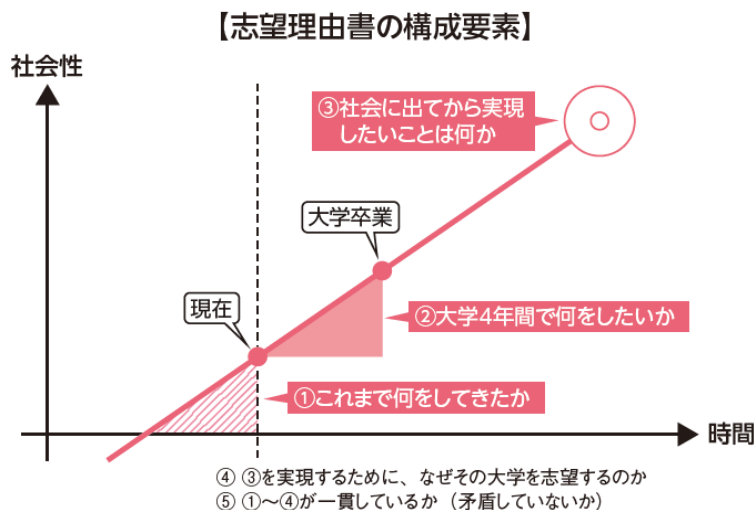 【志望理由書の構成要素】
社会性
③社会に出てから実現
したいことは何か
大学卒業
現在
②大学4年間で何をしたいか
①これまで何をしてきたか
時間
④ ③を実現するために、なぜその大学を志望するのか
⑤ ①〜④が一貫しているか（矛盾していないか）